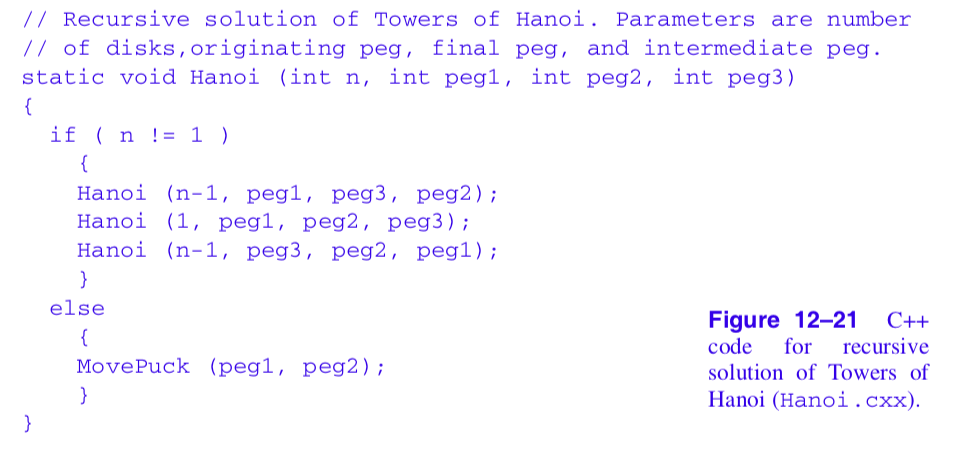 // Recursive solution of Towers of Hanoi. Parameters are number
// of disks,originating peg, final peg, and intermediate peg.
static void Hanoi (int n, int peg1, int peg2, int peg3)
{
if ( n != 1 )
{
Hanoi (n-1, peg1, peg3, peg2);
Hanoi (1, peg1, peg2, peg3);
Hanoi (n-1, peg3, peg2, peg1);
}
else
{
MovePuck (peg1, peg2);
}
}
Figure 12–21 C++
code for recursive
solution of Towers of
Hanoi (Hanoi.cxx).